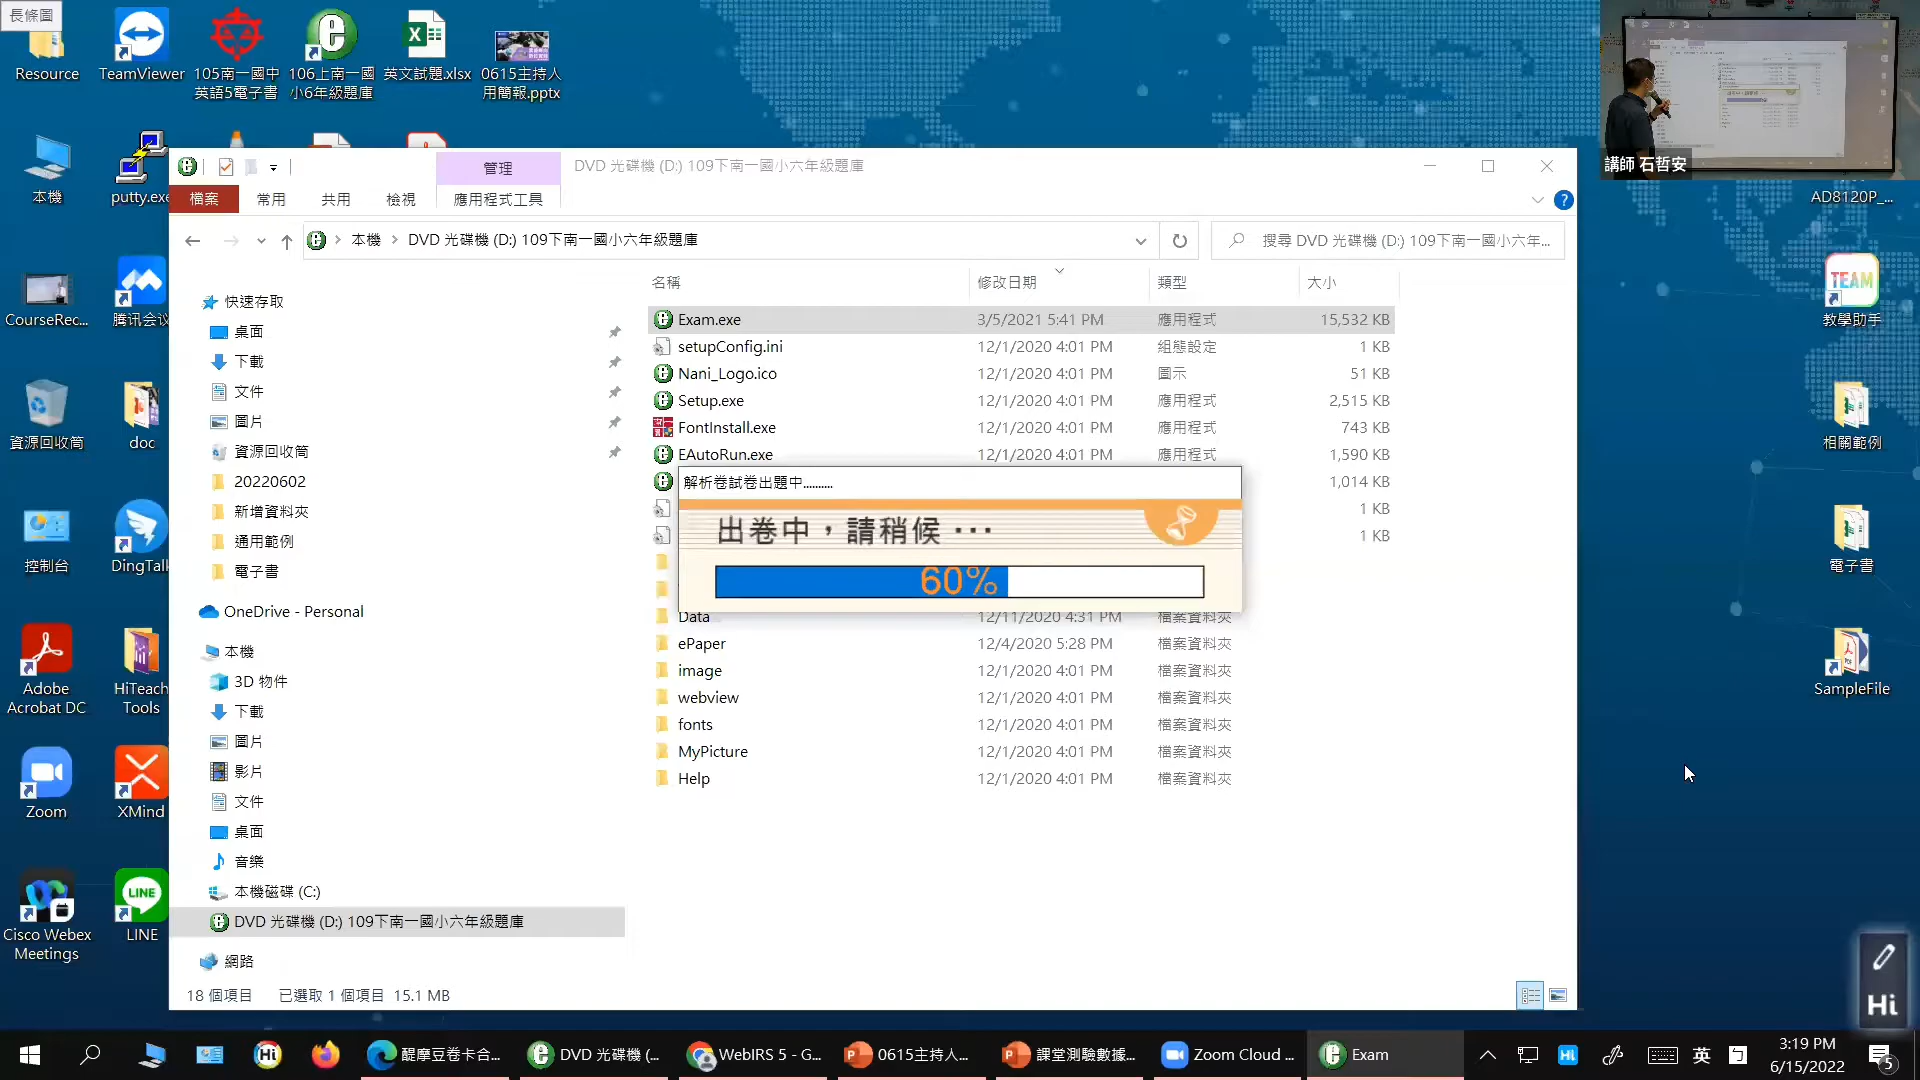 長條圖
Resource
TeamViewer
105南一國中
英語5電子書
106上南一國
小6年級題庫
英文試題.xlsx
0615主持人
用簡報.pptx
講師 石哲安
本機
putty.exe
AD8120P_...
CourseRec...
腾讯会议
教學助手
資源回收筒
doc
相關範例
控制台
DingTalk
電子書
Adobe
Acrobat DC
HiTeach
Tools
SampleFile
Zoom
XMind
Cisco Webex
Meetings
LINE
TEAM
Hi
管理
DVD 光碟機 (D:) 109下南一國小六年級題庫
檔案
常用
共用
檢視
應用程式工具
本機 > DVD 光碟機 (D:) 109下南一國小六年級題庫
搜尋 DVD 光碟機 (D:) 109下南一國小六年...
快速存取
桌面
下載
文件
圖片
資源回收筒
20220602
新增資料夾
通用範例
電子書
OneDrive - Personal
本機
3D 物件
下載
圖片
影片
文件
桌面
音樂
本機磁碟 (C:)
DVD 光碟機 (D:) 109下南一國小六年級題庫
網路
名稱 修改日期 類型 大小
Exam.exe 3/5/2021 5:41 PM 應用程式 15,532 KB
setupConfig.ini 12/1/2020 4:01 PM 組態設定 1 KB
Nani_Logo.ico 12/1/2020 4:01 PM 圖示 51 KB
Setup.exe 12/1/2020 4:01 PM 應用程式 2,515 KB
FontInstall.exe 12/1/2020 4:01 PM 應用程式 743 KB
EAutoRun.exe 12/1/2020 4:01 PM 應用程式 1,590 KB
1,014 KB
1 KB
1 KB
解析卷試卷出題中..........
出卷中，請稍候 ···
60%
Data 12/11/2020 4:31 PM 檔案資料夾
ePaper 12/4/2020 5:28 PM 檔案資料夾
image 12/1/2020 4:01 PM 檔案資料夾
webview 12/1/2020 4:01 PM 檔案資料夾
fonts 12/1/2020 4:01 PM 檔案資料夾
MyPicture 12/1/2020 4:01 PM 檔案資料夾
Help 12/1/2020 4:01 PM 檔案資料夾
18 個項目 已選取 1 個項目 15.1 MB
醍摩豆卷卡合...
DVD 光碟機 (...
WebIRS 5 - G...
0615主持人...
課堂測驗數據...
Zoom Cloud ...
Exam
英
3:19 PM
6/15/2022
5